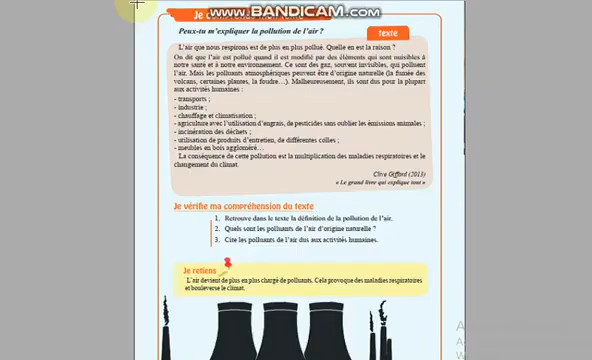 WWW.BANDICAM.COM
Je comprends mon texte
Peux-tu m'expliquer la pollution de l'air ?
texte
L'air que nous respirons est de plus en plus pollué. Quelle en est la raison ?
On dit que l'air est pollué quand il est modifié par des éléments qui sont nuisibles à
notre santé et à notre environnement. Ce sont des gaz, souvent invisibles, qui polluent
l'air. Mais les polluants atmosphériques peuvent être d'origine naturelle (la fumée des
volcans, certaines plantes, la foudre...). Malheureusement, ils sont dus pour la plupart
aux activités humaines :
- transports ;
- industrie ;
- chauffage et climatisation ;
- agriculture avec l'utilisation d'engrais, de pesticides sans oublier les émissions animales ;
- incinération des déchets ;
- utilisation de produits d'entretien, de différentes colles ;
- meubles en bois aggloméré...
La conséquence de cette pollution est la multiplication des maladies respiratoires et le
changement du climat.
Clive Gifford (2013)
« Le grand livre qui explique tout »
Je vérifie ma compréhension du texte
1. Retrouve dans le texte la définition de la pollution de l'air.
2. Quels sont les polluants de l'air d'origine naturelle ?
3. Cite les polluants de l'air dus aux activités humaines.
Je retiens
L'air devient de plus en plus chargé de polluants. Cela provoque des maladies respiratoires
et bouleverse le climat.